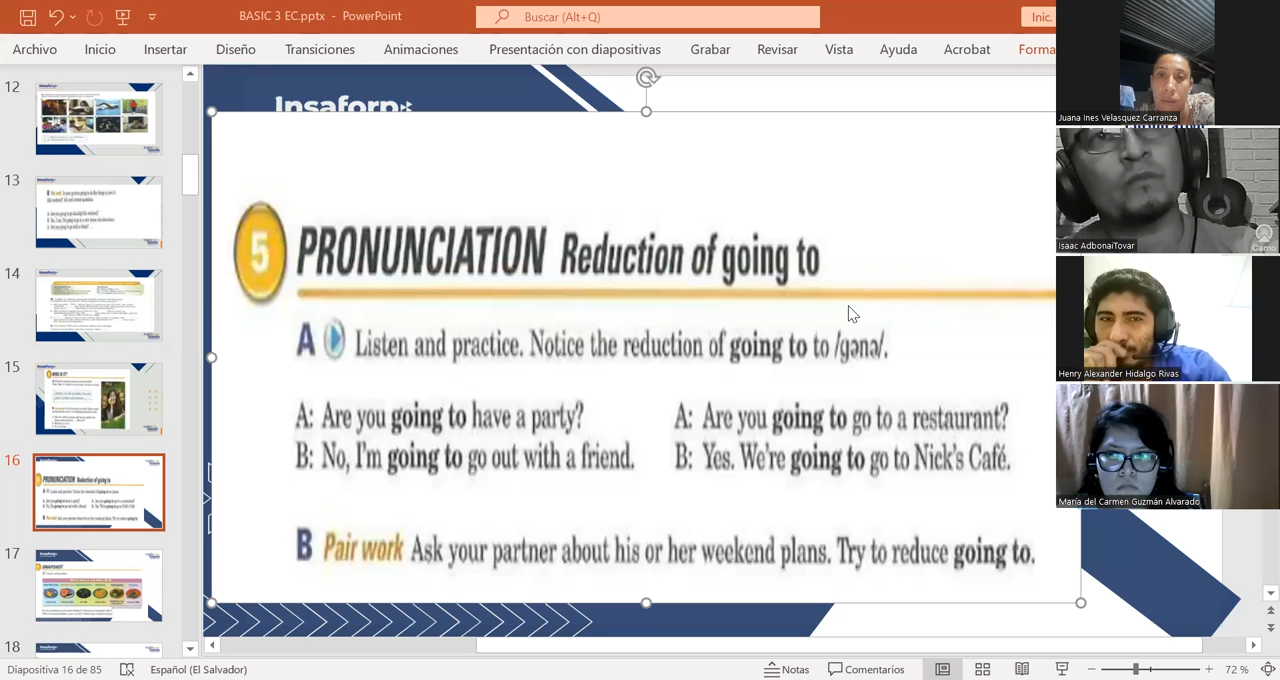 BASIC 3 EC.pptx - PowerPoint
Buscar (Alt+Q)
Inic.
Archivo Inicio Insertar Diseño Transiciones Animaciones Presentación con diapositivas Grabar Revisar Vista Ayuda Acrobat Forma
12
13
14
15
16
17
18
Insaforp
5 PRONUNCIATION Reduction of going to
A Listen and practice. Notice the reduction of going to to /gənə/.
A: Are you going to have a party?
B: No, I'm going to go out with a friend.
A: Are you going to go to a restaurant?
B: Yes. We're going to go to Nick's Café.
B Pair work Ask your partner about his or her weekend plans. Try to reduce going to.
Juana Ines Velasquez Carranza
Isaac AdbonaiTovar
Camo
Henry Alexander Hidalgo Rivas
María del Carmen Guzmán Alvarado
Diapositiva 16 de 85 Español (El Salvador) Notas Comentarios 72 %